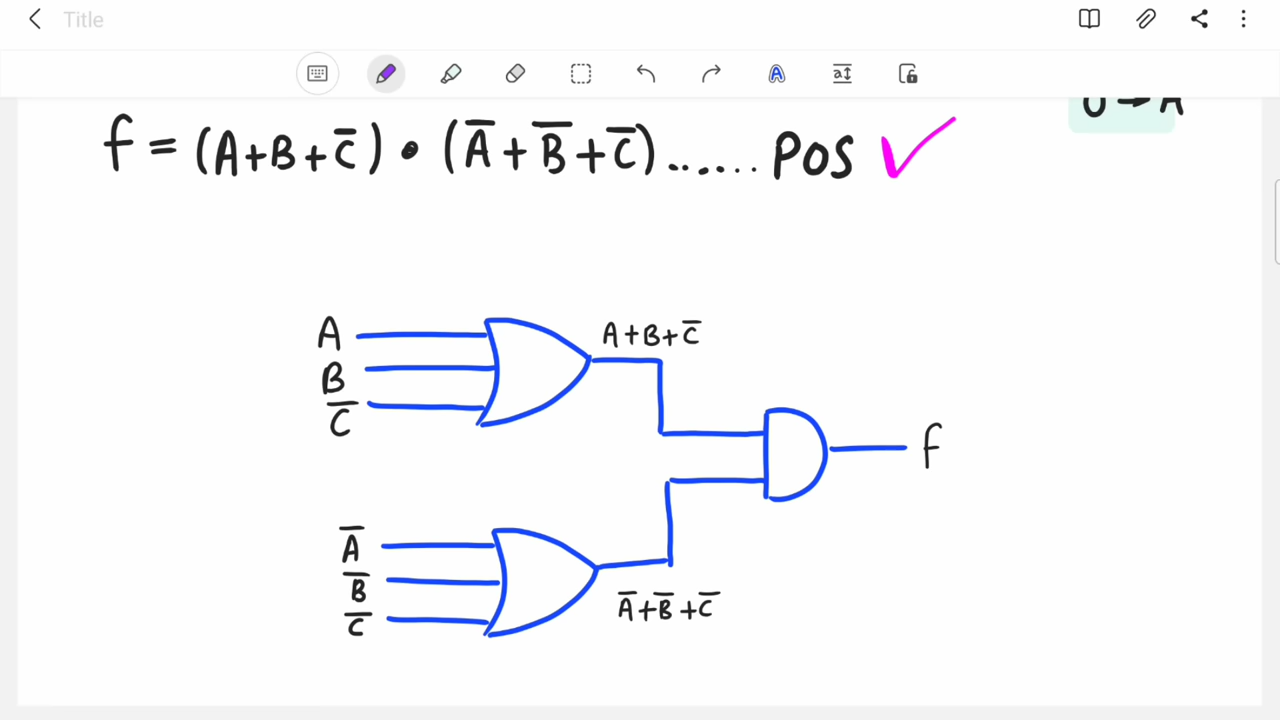 Title
f = (A+B+C̅) • (A̅+B̅+C̅)...... POS ✓
A
B
C̅
A+B+C̅
f
A̅
B̅
C̅
A̅+B̅+C̅